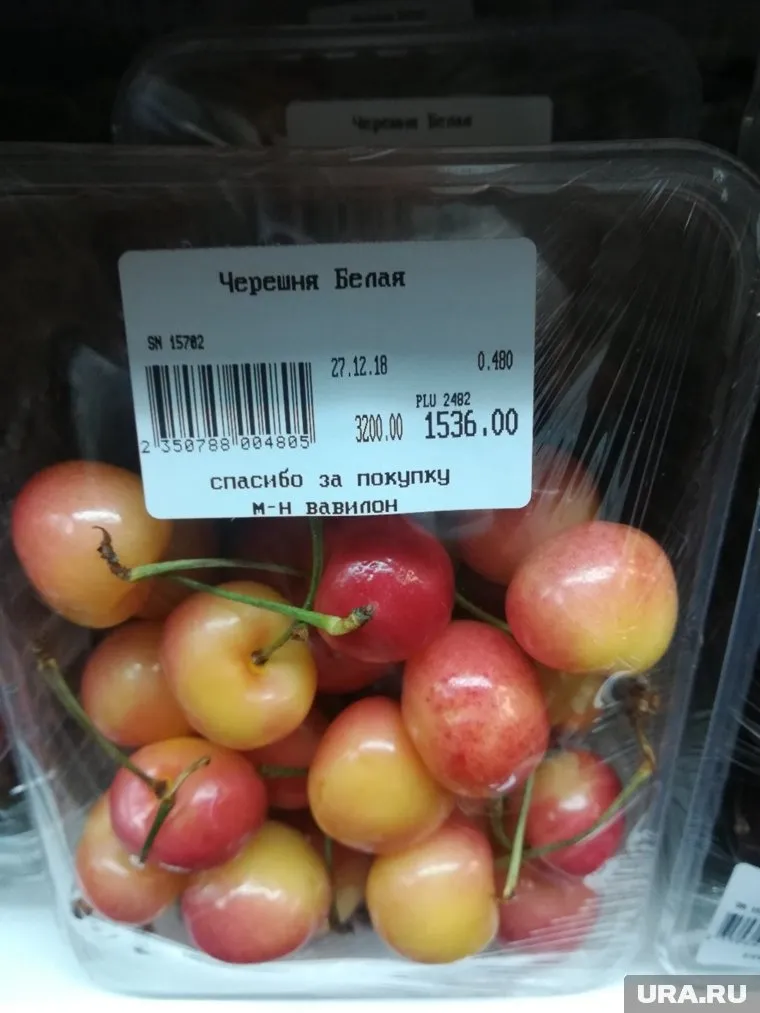 Черешня Белая
Черешня Белая
SN 15702
27.12.18
0.480
PLU 2482
3200.00
1536.00
2 350788 004805
спасибо за покупку
м-н вавилон
URA.RU